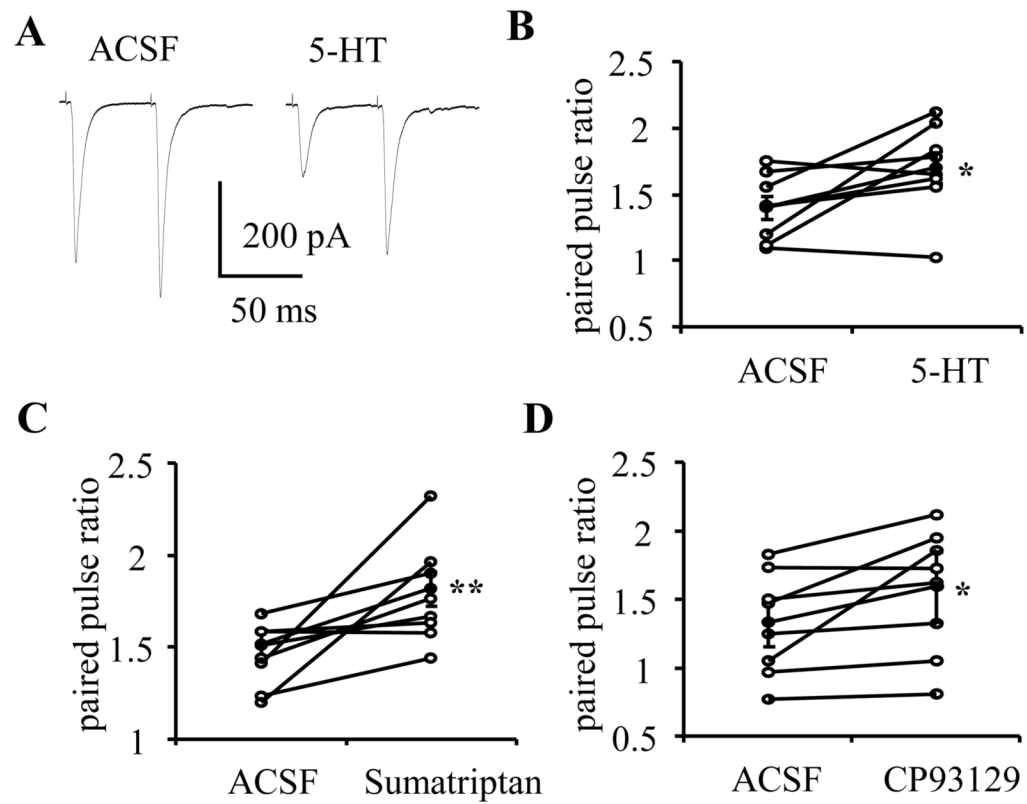 A
ACSF
5-HT
200 pA
50 ms
B
paired pulse ratio
2.5
2
1.5
1
0.5
*
ACSF
5-HT
C
paired pulse ratio
2.5
2
1.5
1
**
ACSF
Sumatriptan
D
paired pulse ratio
2.5
2
1.5
1
0.5
*
ACSF
CP93129